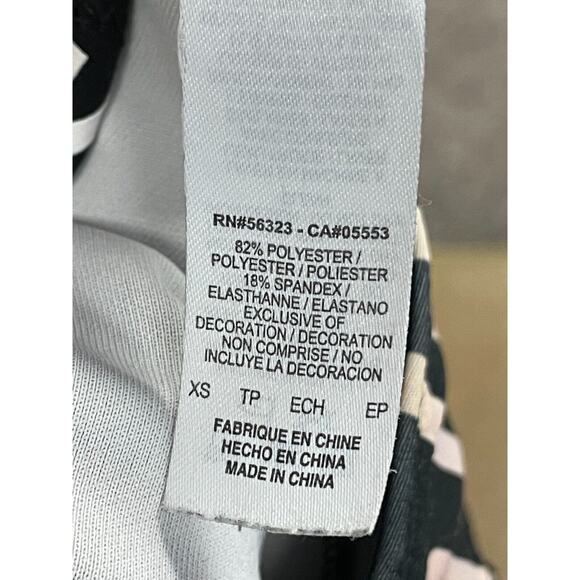 RN#56323 - CA#05553
82% POLYESTER /
POLYESTER / POLIESTER
18% SPANDEX /
ELASTHANNE / ELASTANO
EXCLUSIVE OF
DECORATION / DECORATION
NON COMPRISE / NO
INCLUYE LA DECORACION
XS TP ECH EP
FABRIQUE EN CHINE
HECHO EN CHINA
MADE IN CHINA